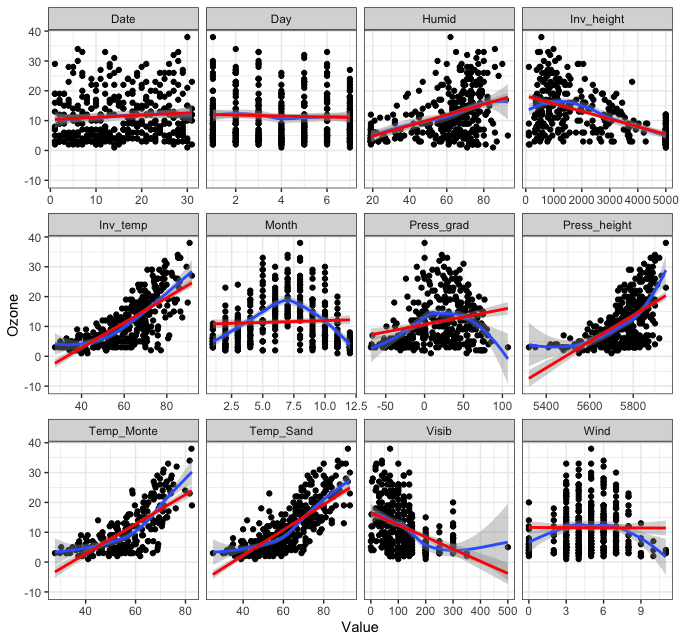 Date Day Humid Inv_height
40
30
20
10
0
-10
0 10 20 30 2 4 6 20 40 60 80 0 1000 2000 3000 4000 5000
Inv_temp Month Press_grad Press_height
40
30
20
10
0
-10
40 60 80 2.5 5.0 7.5 10.0 12.5 -50 0 50 100 5400 5600 5800
Temp_Monte Temp_Sand Visib Wind
40
30
20
10
0
-10
40 60 80 40 60 80 0 100 200 300 400 500 0 3 6 9
Ozone
Value